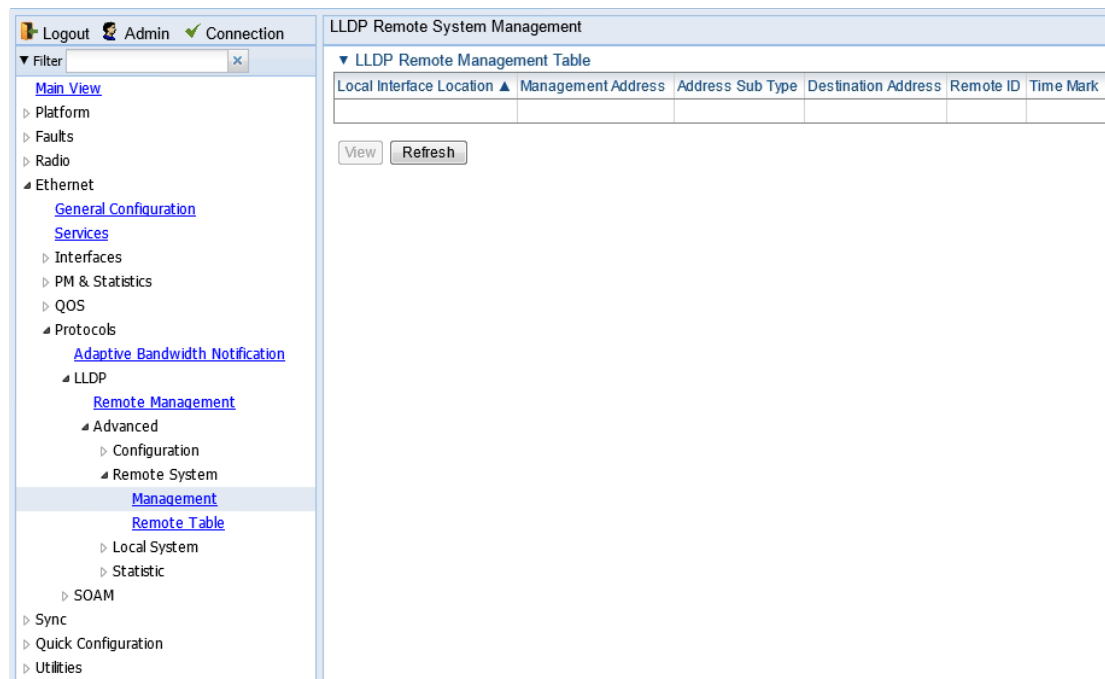 Logout Admin Connection
Filter
Main View
Platform
Faults
Radio
Ethernet
General Configuration
Services
Interfaces
PM & Statistics
QOS
Protocols
Adaptive Bandwidth Notification
LLDP
Remote Management
Advanced
Configuration
Remote System
Management
Remote Table
Local System
Statistic
SOAM
Sync
Quick Configuration
Utilities
LLDP Remote System Management
▼ LLDP Remote Management Table
Local Interface Location ▲ Management Address Address Sub Type Destination Address Remote ID Time Mark
View Refresh